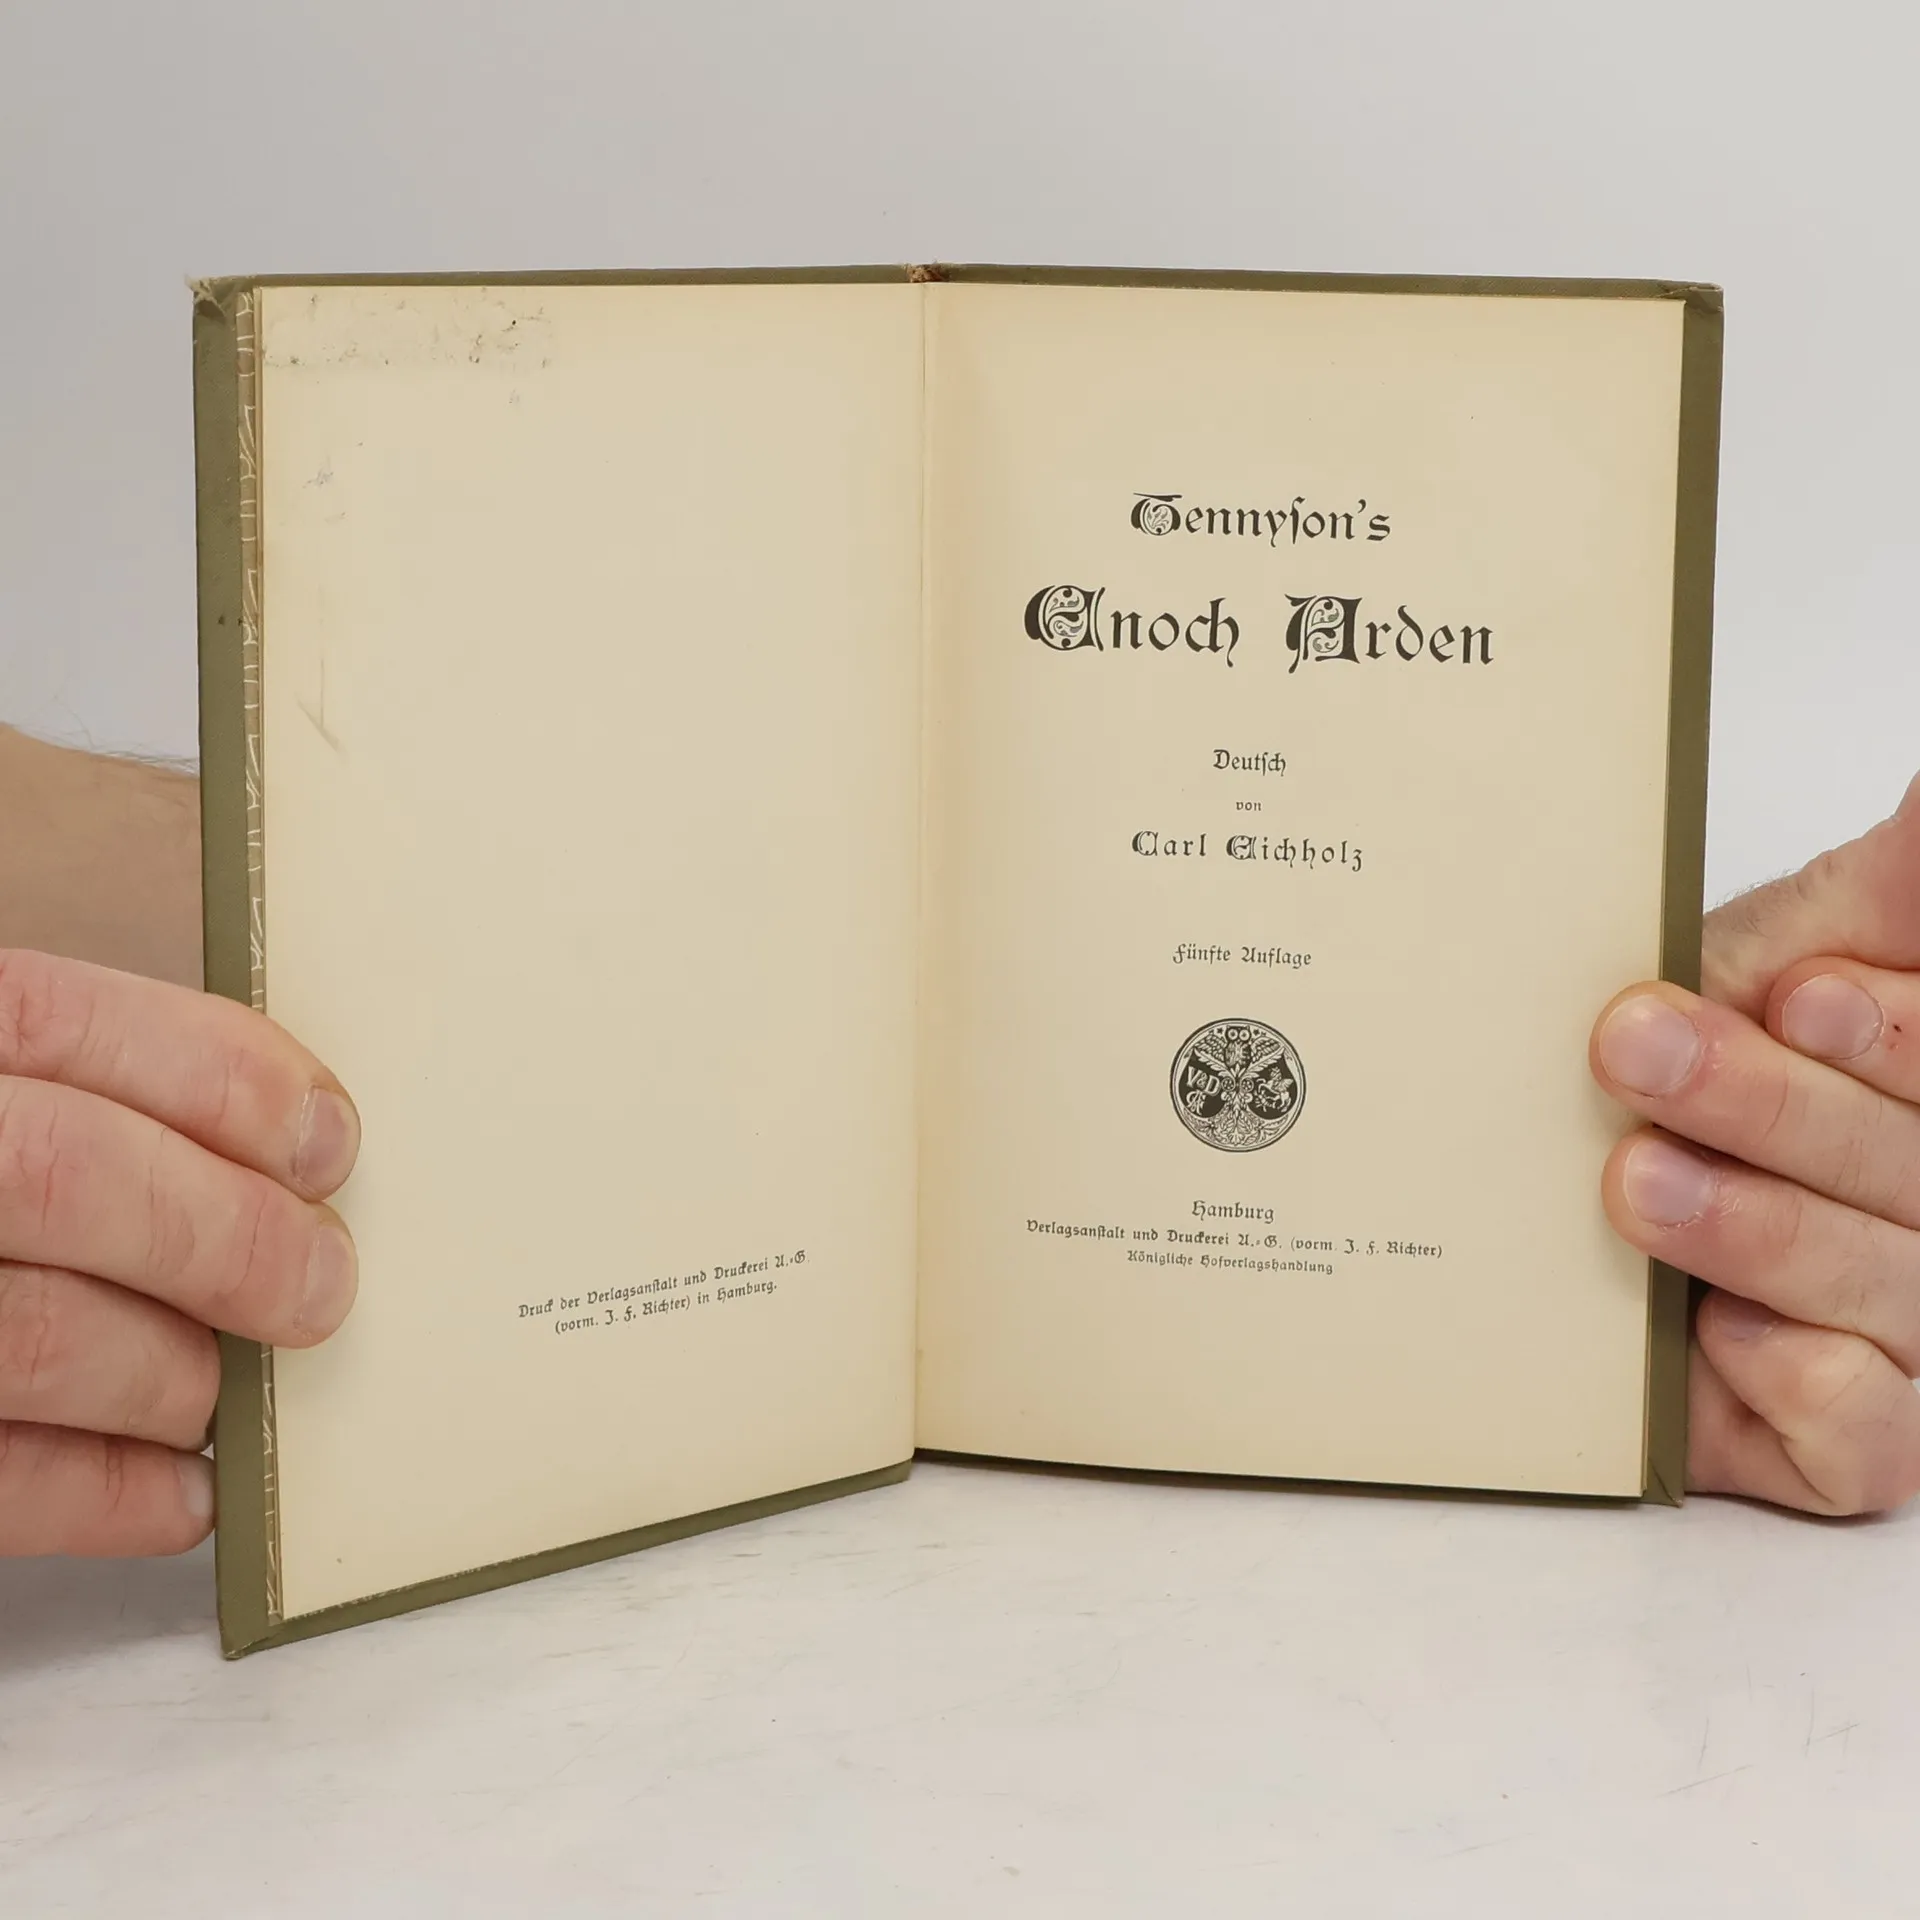 Druck der Verlagsanſtalt und Druckerei A.=G.
(vorm. J. F. Richter) in Hamburg.
Tennyſon's
Enoch Arden
Deutſch
von
Carl Eichholz
Fünfte Auflage
V&D
A
Hamburg
Verlagsanſtalt und Druckerei A.=G. (vorm. J. F. Richter)
Königliche Hofverlagshandlung